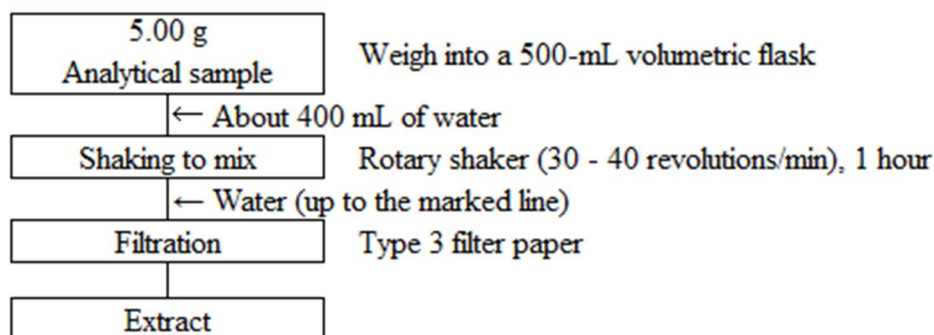 5.00 g
Analytical sample
Weigh into a 500-mL volumetric flask
← About 400 mL of water
Shaking to mix
Rotary shaker (30 - 40 revolutions/min), 1 hour
← Water (up to the marked line)
Filtration
Type 3 filter paper
Extract